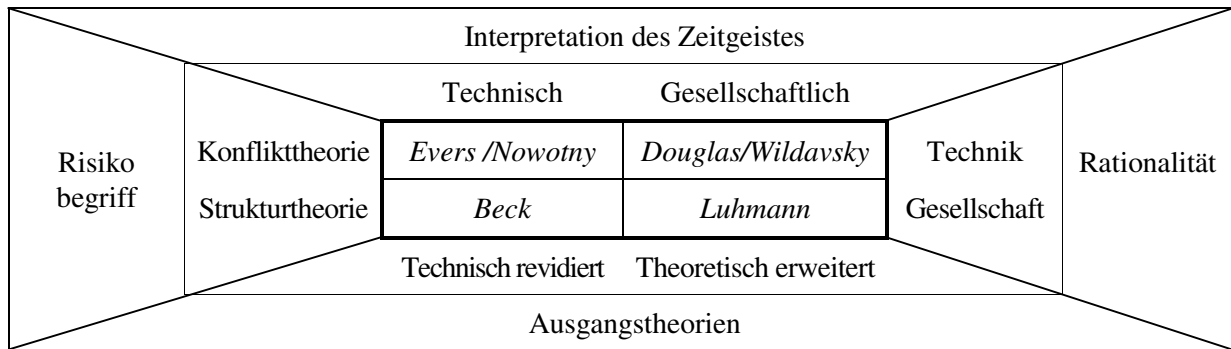 Interpretation des Zeitgeistes
Technisch Gesellschaftlich
Risiko
begriff
Konflikttheorie Evers /Nowotny Douglas/Wildavsky Technik
Rationalität
Strukturtheorie Beck Luhmann Gesellschaft
Technisch revidiert Theoretisch erweitert
Ausgangstheorien